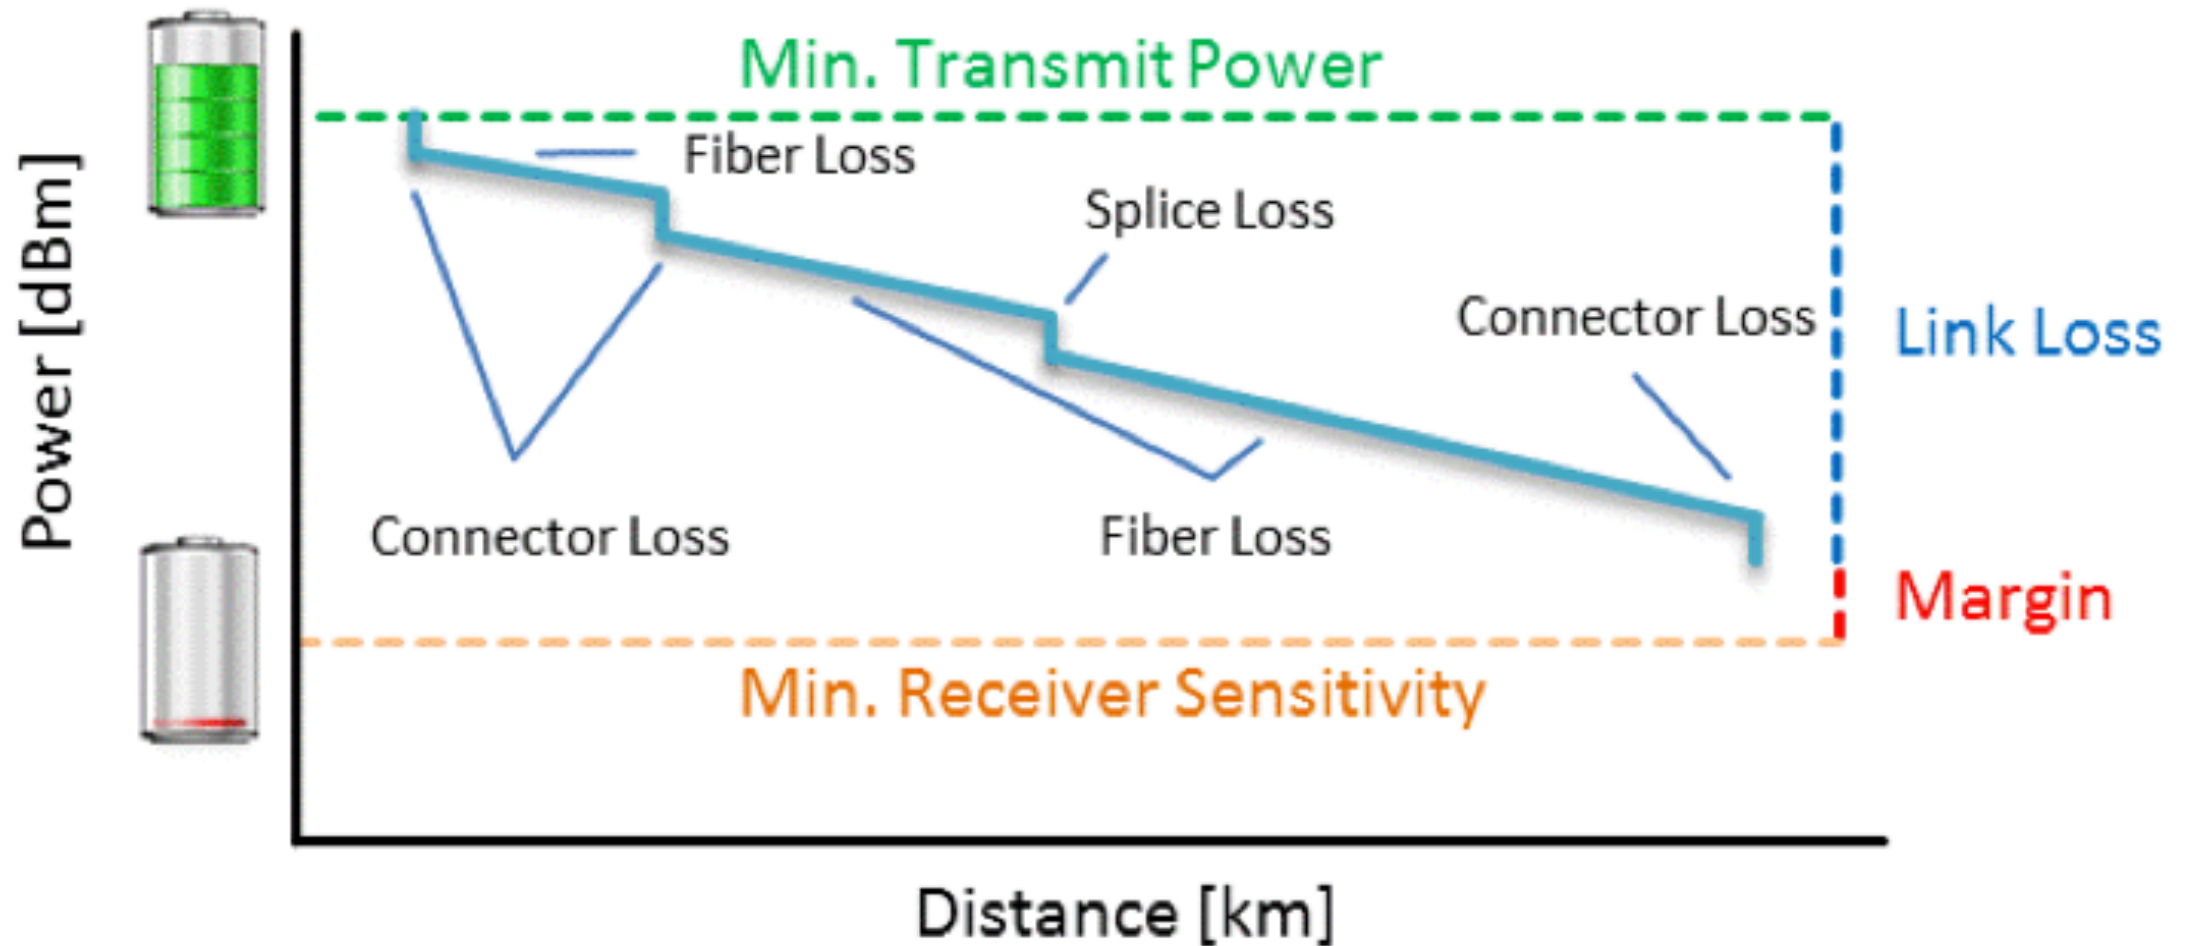 Min. Transmit Power
Fiber Loss
Splice Loss
Connector Loss
Link Loss
Power [dBm]
Connector Loss
Fiber Loss
Margin
Min. Receiver Sensitivity
Distance [km]